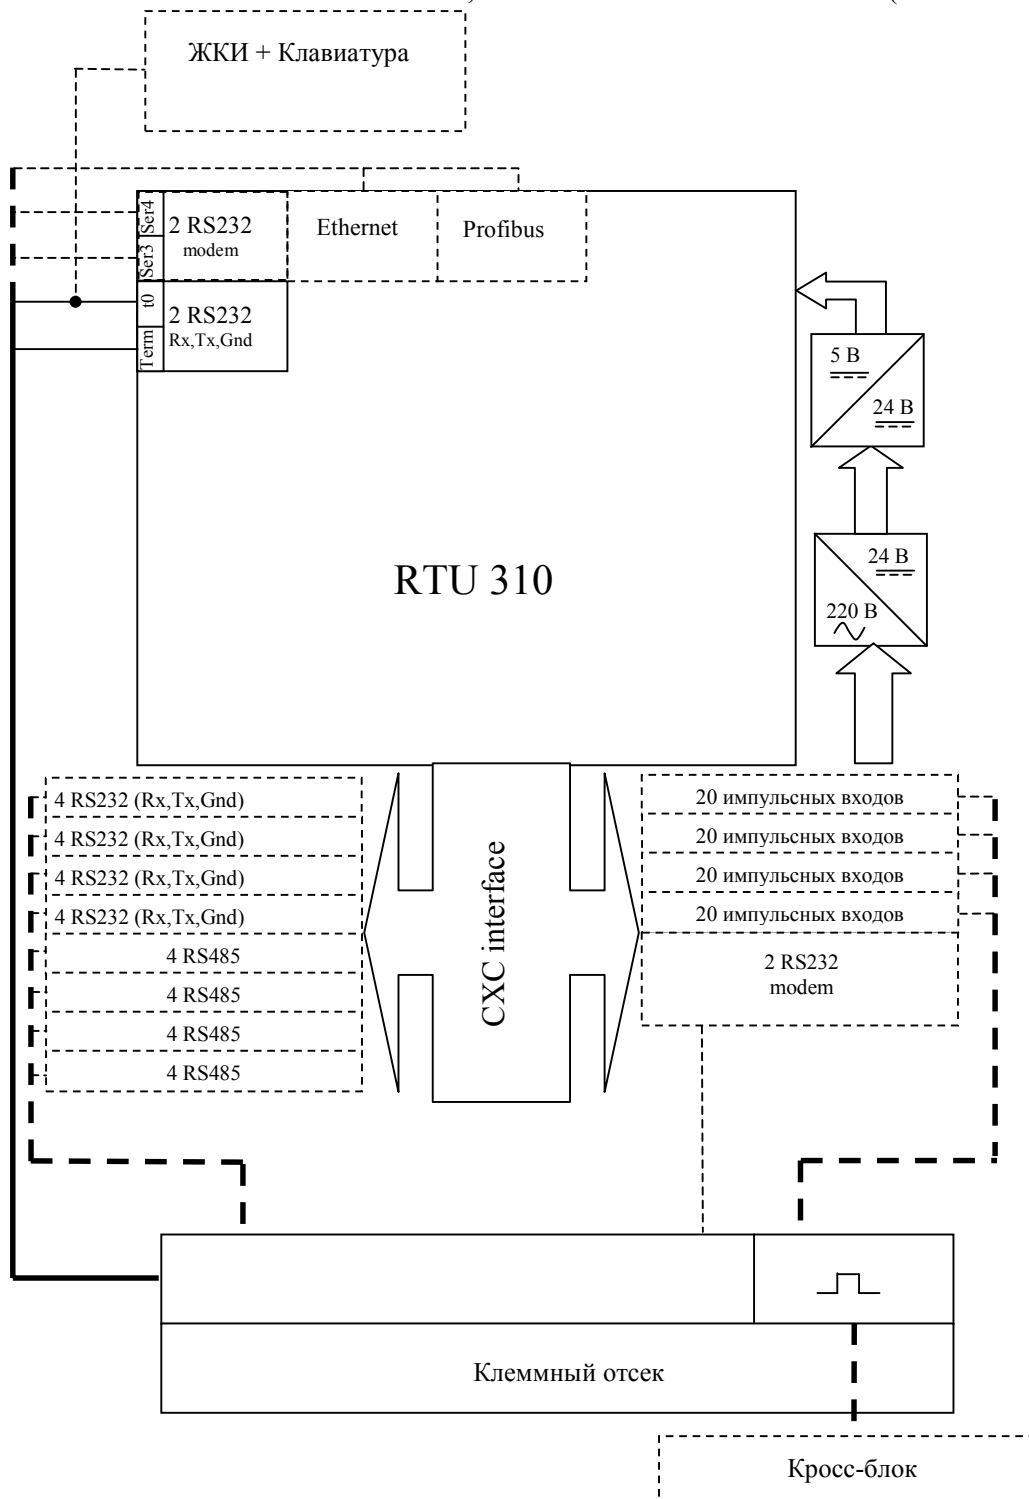 ЖКИ + Клавиатура
Ser4
2 RS232
modem
Ethernet
Profibus
Ser3
t0
2 RS232
Rx,Tx,Gnd
Term
5 В
24 В
24 В
220 В
RTU 310
4 RS232 (Rx,Tx,Gnd)
4 RS232 (Rx,Tx,Gnd)
4 RS232 (Rx,Tx,Gnd)
4 RS232 (Rx,Tx,Gnd)
4 RS485
4 RS485
4 RS485
4 RS485
CXC interface
20 импульсных входов
20 импульсных входов
20 импульсных входов
20 импульсных входов
2 RS232
modem
Клеммный отсек
Кросс-блок